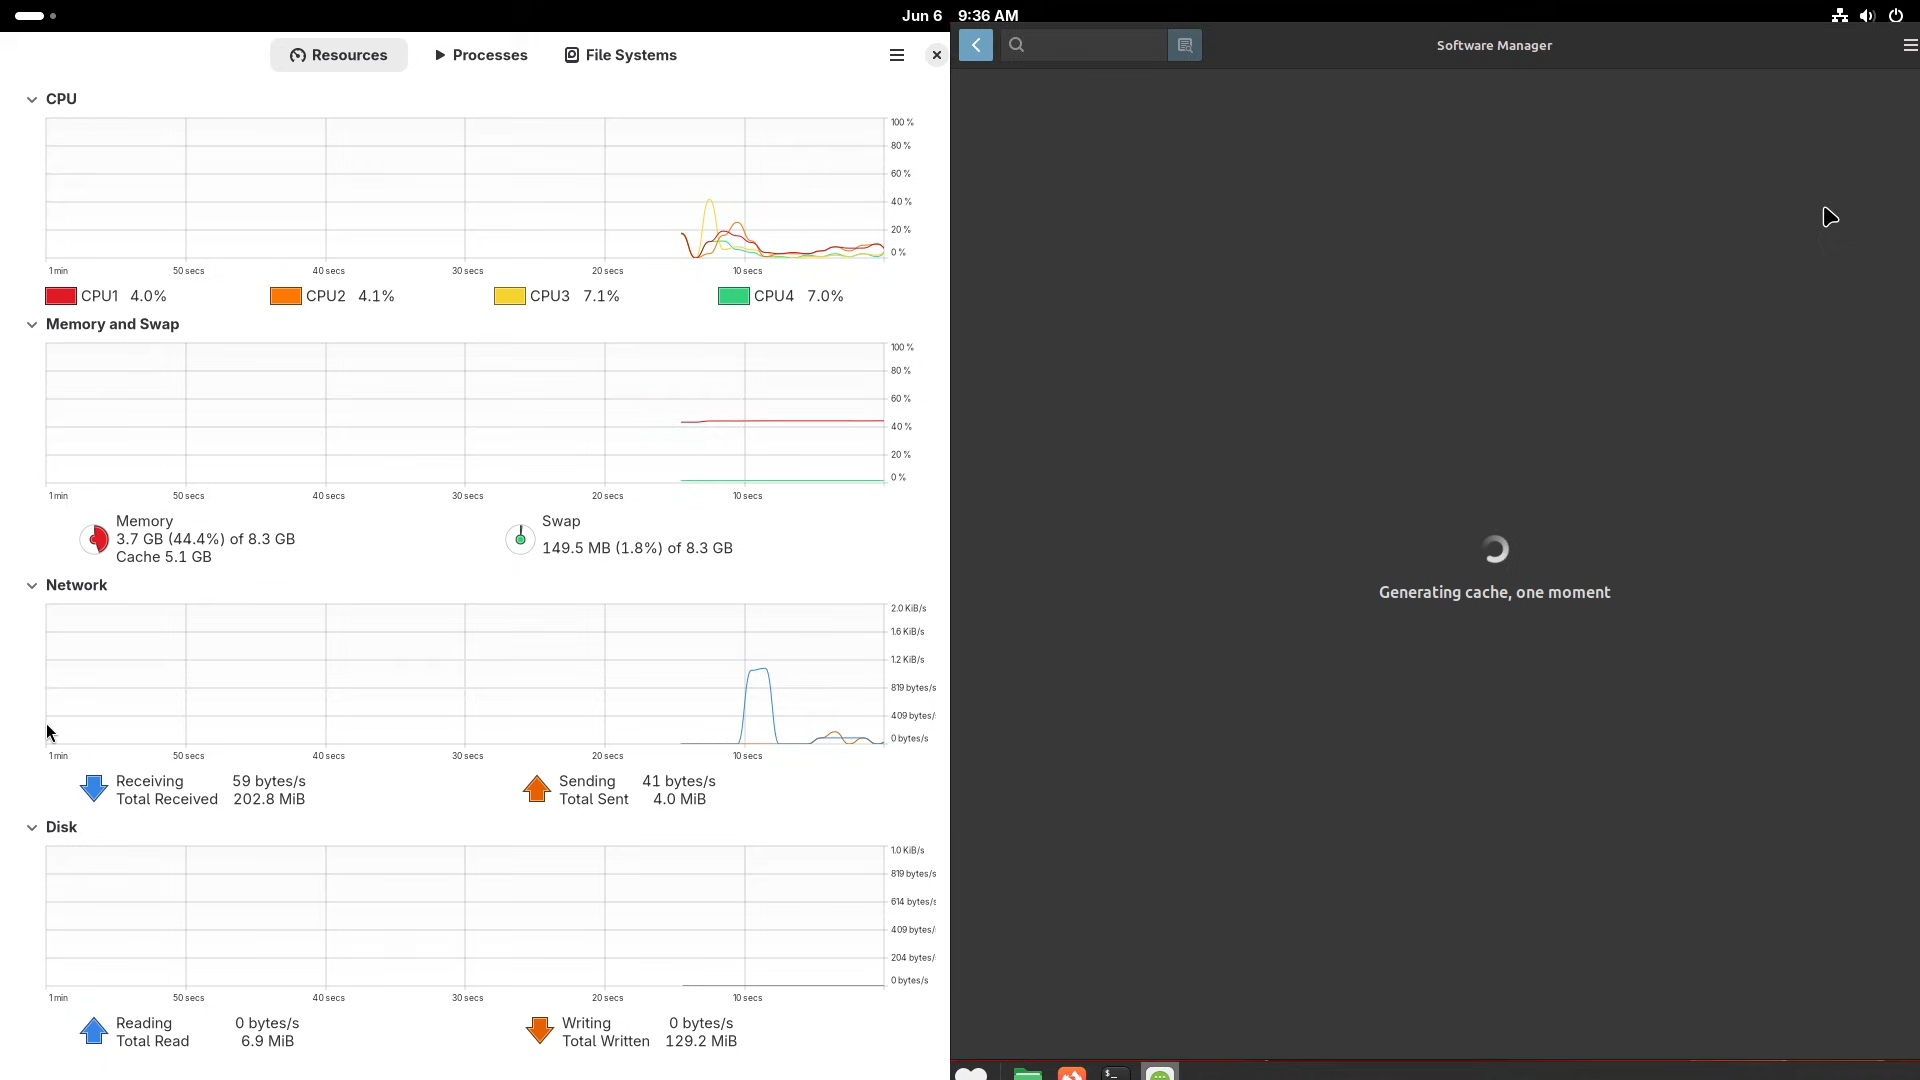 Jun 6 9:36 AM
Resources
Processes
File Systems
CPU
100 %
80 %
60 %
40 %
20 %
0 %
1 min 50 secs 40 secs 30 secs 20 secs 10 secs
CPU1 4.0% CPU2 4.1% CPU3 7.1% CPU4 7.0%
Memory and Swap
100 %
80 %
60 %
40 %
20 %
0 %
1 min 50 secs 40 secs 30 secs 20 secs 10 secs
Memory
3.7 GB (44.4%) of 8.3 GB
Cache 5.1 GB
Swap
149.5 MB (1.8%) of 8.3 GB
Network
2.0 KiB/s
1.6 KiB/s
1.2 KiB/s
819 bytes/s
409 bytes/
0 bytes/s
1 min 50 secs 40 secs 30 secs 20 secs 10 secs
Receiving 59 bytes/s
Total Received 202.8 MiB
Sending 41 bytes/s
Total Sent 4.0 MiB
Disk
1.0 KiB/s
819 bytes/s
614 bytes/s
409 bytes/
204 bytes/
0 bytes/s
1 min 50 secs 40 secs 30 secs 20 secs 10 secs
Reading 0 bytes/s
Total Read 6.9 MiB
Writing 0 bytes/s
Total Written 129.2 MiB
Software Manager
Generating cache, one moment
$_